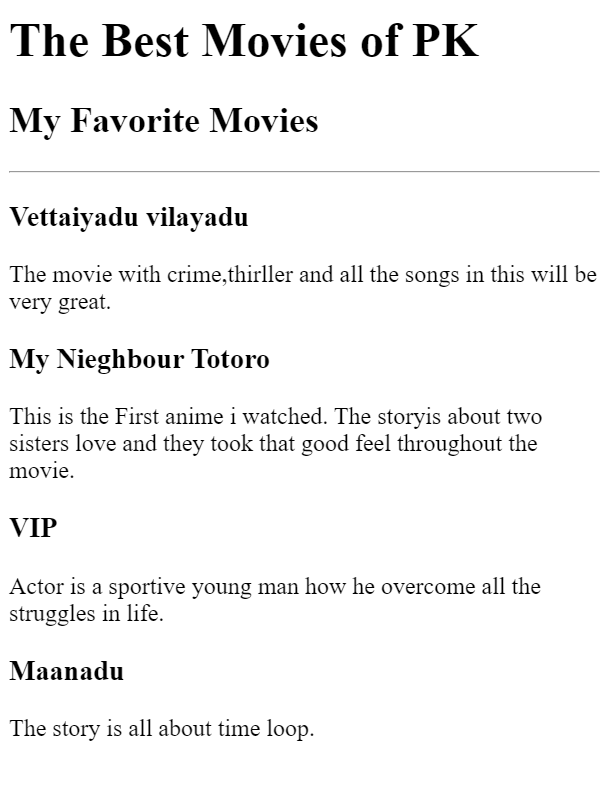 The Best Movies of PK
My Favorite Movies
Vettaiyadu vilayadu
The movie with crime,thirller and all the songs in this will be
very great.
My Nieghbour Totoro
This is the First anime i watched. The storyis about two
sisters love and they took that good feel throughout the
movie.
VIP
Actor is a sportive young man how he overcome all the
struggles in life.
Maanadu
The story is all about time loop.